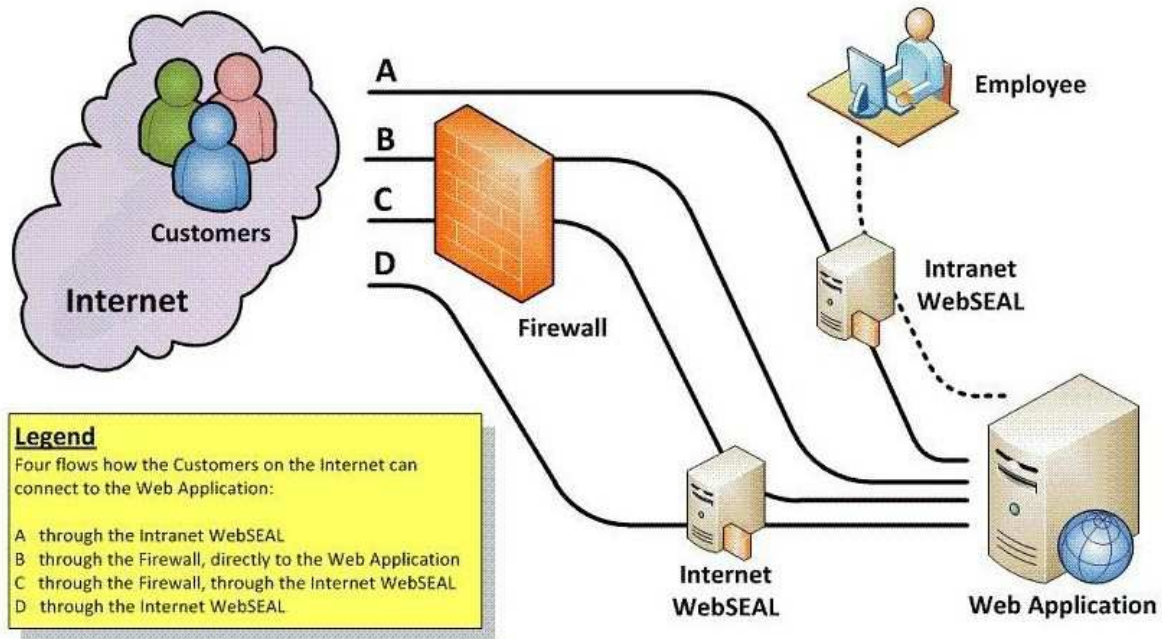 A
B
C
D
Customers
Internet
Firewall
Employee
Intranet
WebSEAL
Internet
WebSEAL
Web Application
Legend
Four flows how the Customers on the Internet can
connect to the Web Application:
A through the Intranet WebSEAL
B through the Firewall, directly to the Web Application
C through the Firewall, through the Internet WebSEAL
D through the Internet WebSEAL